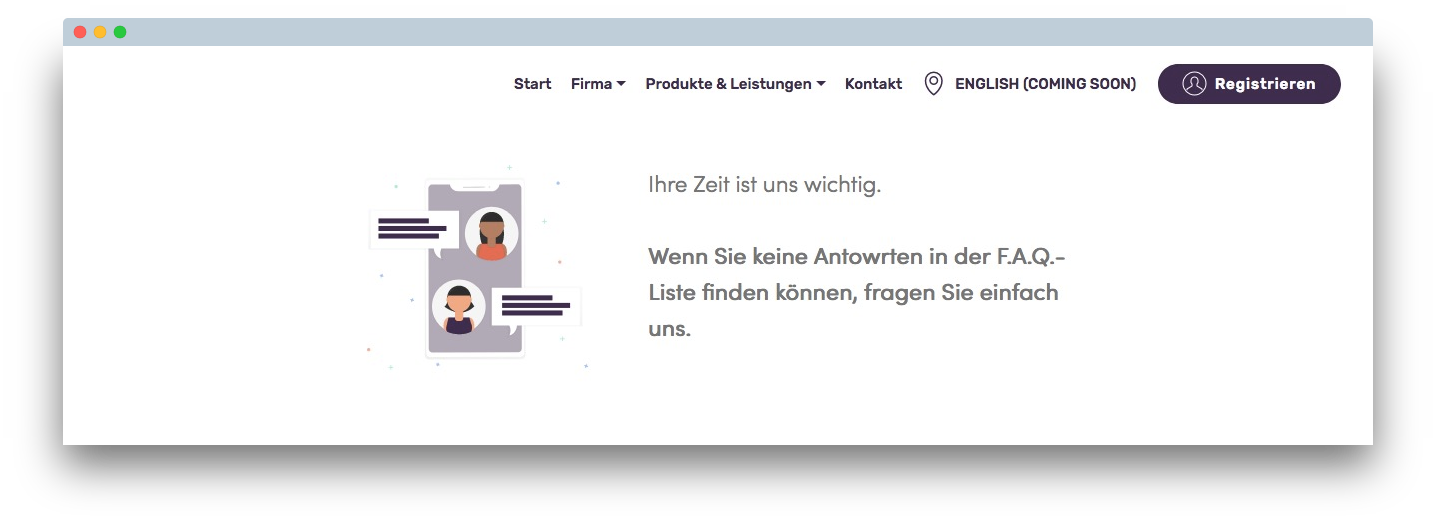 Start Firma Produkte & Leistungen Kontakt ENGLISH (COMING SOON) Registrieren
Ihre Zeit ist uns wichtig.
Wenn Sie keine Antowrten in der F.A.Q.-
Liste finden können, fragen Sie einfach
uns.